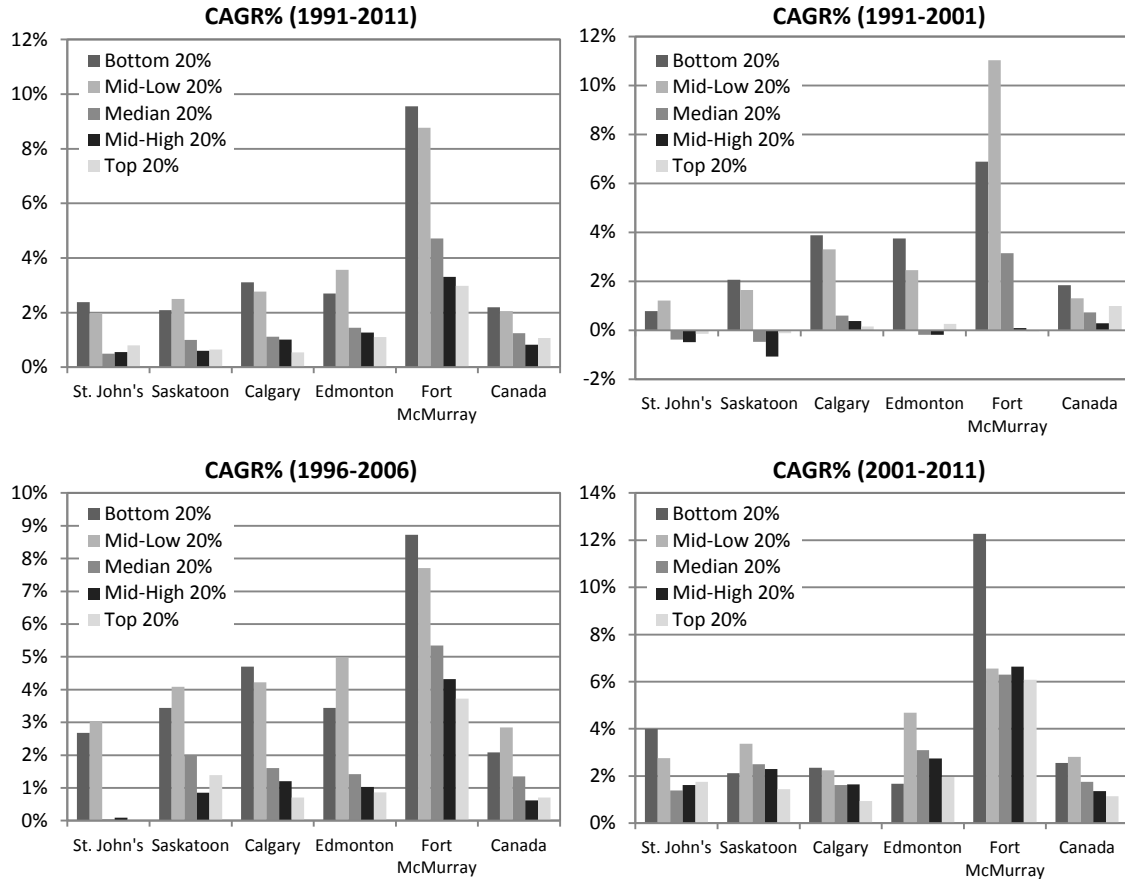 CAGR% (1991-2011)
12%
10%
8%
6%
4%
2%
0%
Bottom 20%
Mid-Low 20%
Median 20%
Mid-High 20%
Top 20%
St. John's Saskatoon Calgary Edmonton Fort Canada
McMurray
CAGR% (1991-2001)
12%
10%
8%
6%
4%
2%
0%
-2%
Bottom 20%
Mid-Low 20%
Median 20%
Mid-High 20%
Top 20%
St. John's Saskatoon Calgary Edmonton Fort Canada
McMurray
CAGR% (1996-2006)
10%
9%
8%
7%
6%
5%
4%
3%
2%
1%
0%
Bottom 20%
Mid-Low 20%
Median 20%
Mid-High 20%
Top 20%
St. John's Saskatoon Calgary Edmonton Fort Canada
McMurray
CAGR% (2001-2011)
14%
12%
10%
8%
6%
4%
2%
0%
Bottom 20%
Mid-Low 20%
Median 20%
Mid-High 20%
Top 20%
St. John's Saskatoon Calgary Edmonton Fort Canada
McMurray